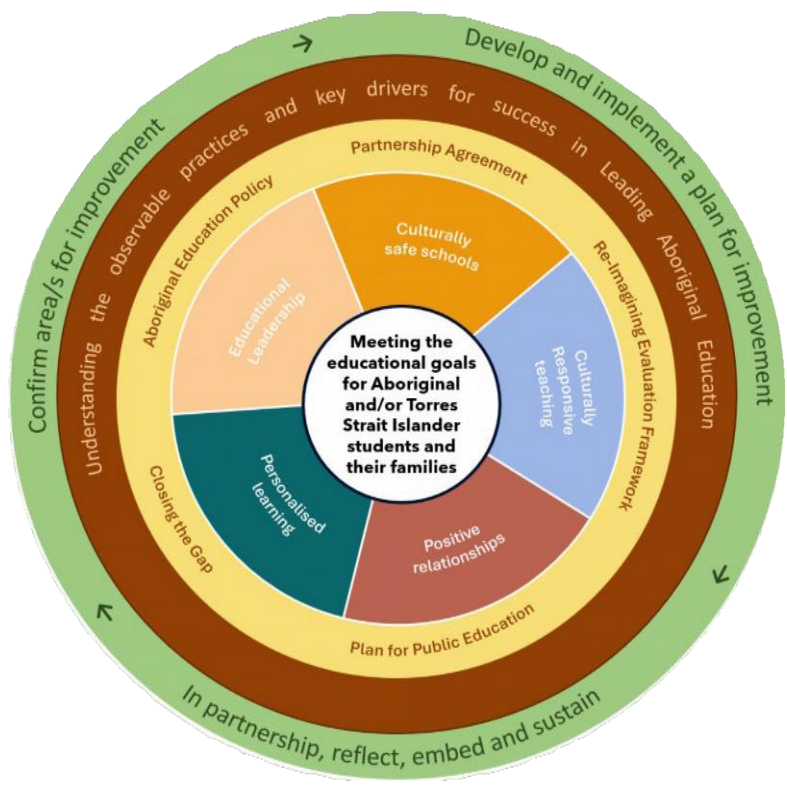 Confirm area/s for improvement
Develop and implement a plan for improvement
In partnership, reflect, embed and sustain
Understanding the observable practices and key drivers for success in Leading Aboriginal Education
Aboriginal Education Policy
Partnership Agreement
Re-Imagining Evaluation Framework
Plan for Public Education
Closing the Gap
Educational
Leadership
Culturally
safe schools
Culturally
Responsive
teaching
Positive
relationships
Personalised
learning
Meeting the
educational goals
for Aboriginal
and/or Torres
Strait Islander
students and
their families